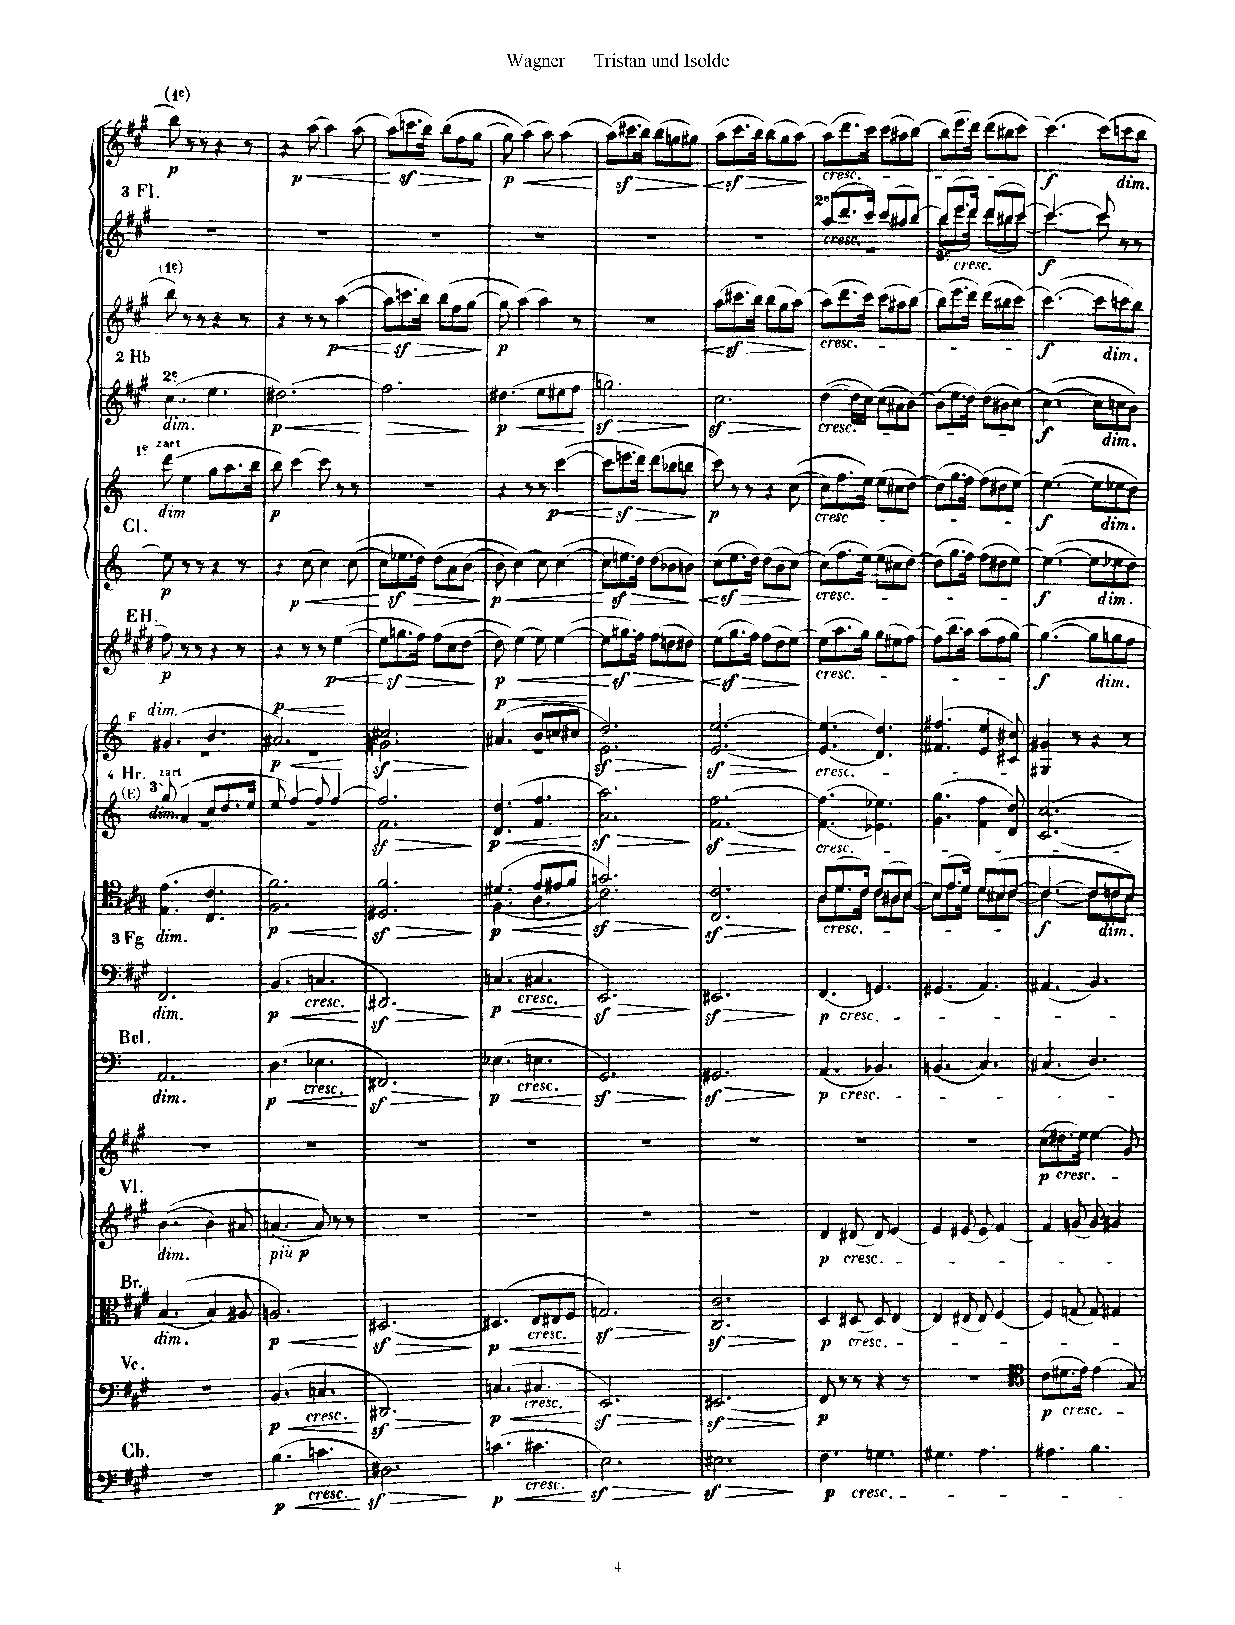 Wagner Tristan und Isolde
(1e)
p p sf p sf sf cresc. - - - f dim.
3 Fl.
2e
cresc.
3e
cresc. f
(1e)
p sf p sf cresc. - - - f dim.
2 Hb
2e
dim. p p sf sf cresc. - - - f dim.
1e zart
dim p p sf p cresc - - - f dim.
Cl.
p p sf p sf sf cresc. - - - f dim.
EH.
p p sf p sf sf cresc. - - - f dim.
F dim. p p
p sf sf sf cresc. - - -
4 Hr. zart
(E) 3e
dim.
sf p sf sf cresc. - - - - -
3 Fg dim. p sf p sf sf cresc. - - - f dim.
dim. p cresc. sf p cresc. sf sf p cresc. - - - - -
Bcl.
dim. p cresc. sf p cresc. sf sf p cresc. - - - - -
p cresc. -
Vl.
dim. più p p cresc. - - - - -
Br.
dim. p sf p cresc. sf sf p cresc. - - - - -
Vc.
p cresc. sf p cresc. sf sf p p cresc. -
Cb.
p cresc. sf p cresc. sf sf p cresc. - - - - -
4